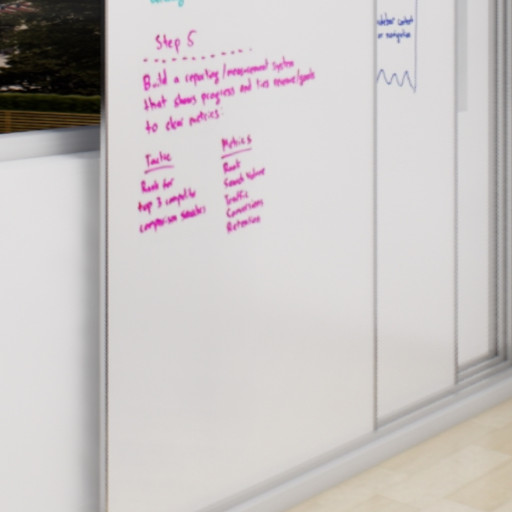 Step 5
Build a reporting/measurement system
that shows progress and ties revenue/goals
to clear metrics:
Tactic
Rank for
top 3 competitor
comparison searches
Metrics
Rank
Search Volume
Traffic
Conversions
Retention
sidebar content
or navigation